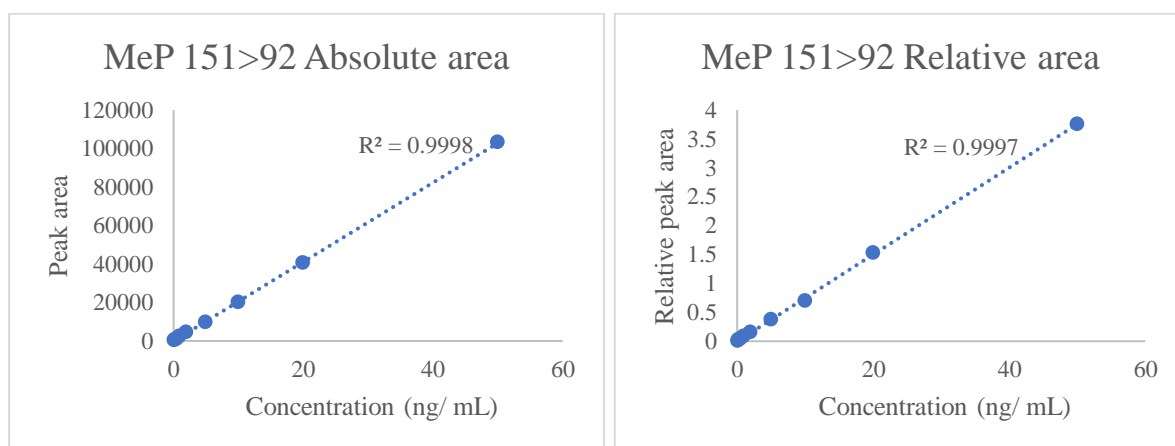 MeP 151>92 Absolute area
120000
100000
80000
60000
40000
20000
0
Peak area
R² = 0.9998
0 20 40 60
Concentration (ng/ mL)
MeP 151>92 Relative area
4
3.5
3
2.5
2
1.5
1
0.5
0
Relative peak area
R² = 0.9997
0 20 40 60
Concentration (ng/ mL)